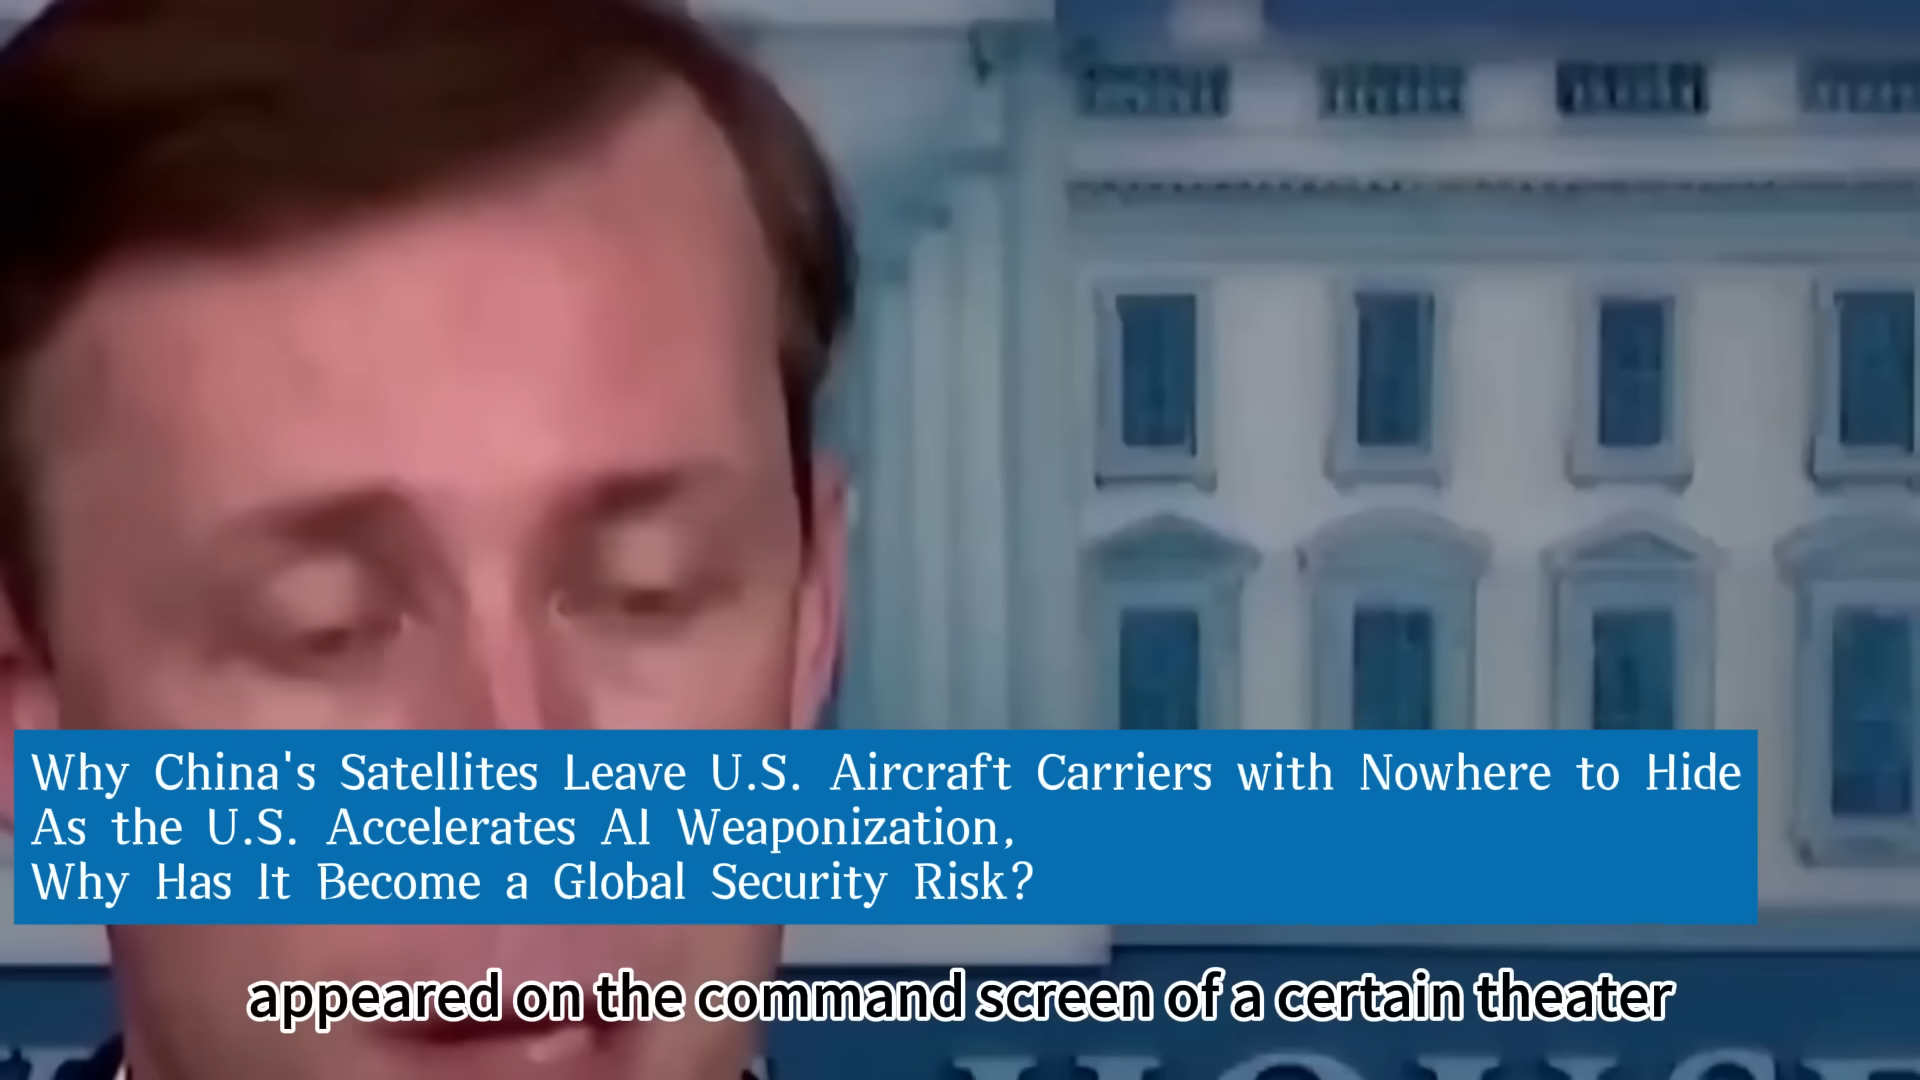 Why China's Satellites Leave U.S. Aircraft Carriers with Nowhere to Hide
As the U.S. Accelerates AI Weaponization,
Why Has It Become a Global Security Risk?
appeared on the command screen of a certain theater